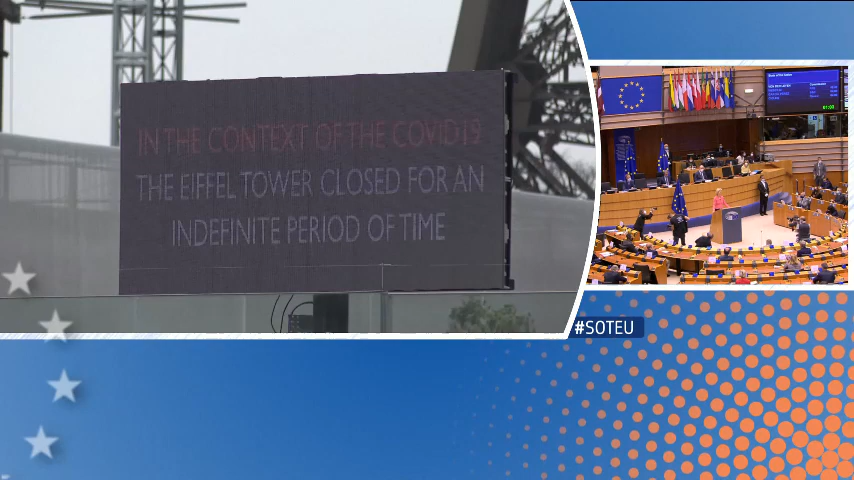 IN THE CONTEXT OF THE COVID19
THE EIFFEL TOWER CLOSED FOR AN
INDEFINITE PERIOD OF TIME
#SOTEU